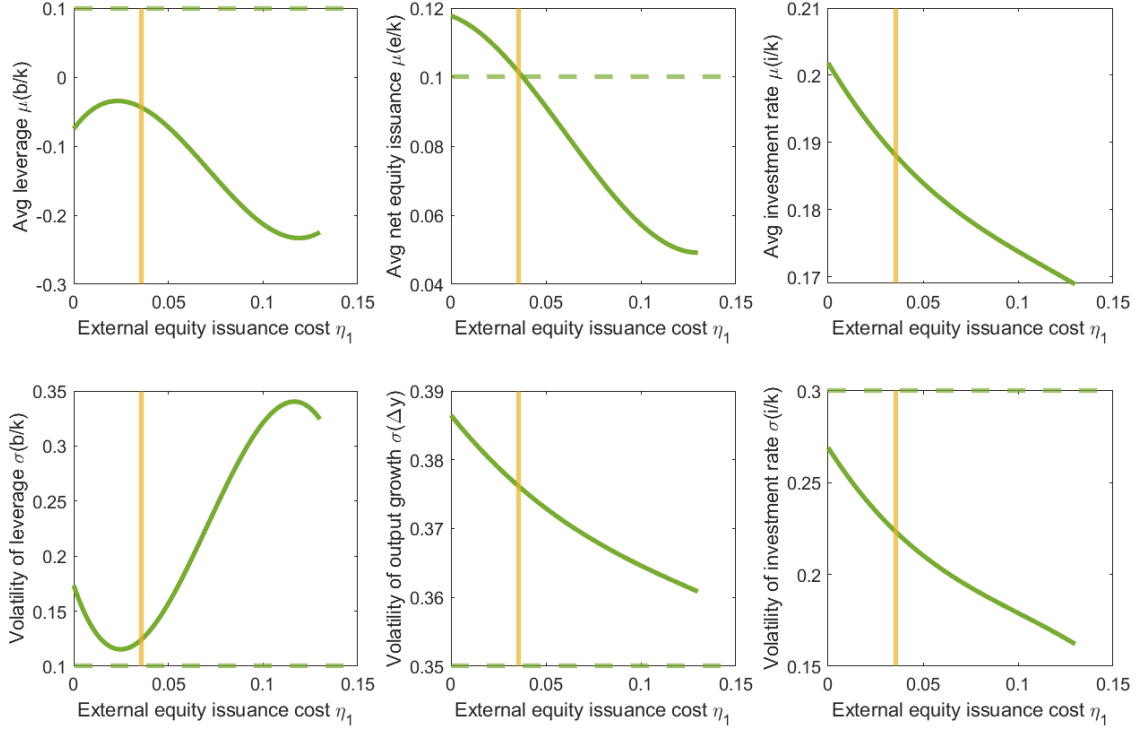 Avg leverage μ(b/k)
0.1
0
-0.1
-0.2
-0.3
0 0.05 0.1 0.15
External equity issuance cost η1
Avg net equity issuance μ(e/k)
0.12
0.1
0.08
0.06
0.04
0 0.05 0.1 0.15
External equity issuance cost η1
Avg investment rate μ(i/k)
0.21
0.2
0.19
0.18
0.17
0 0.05 0.1 0.15
External equity issuance cost η1
Volatility of leverage σ(b/k)
0.35
0.3
0.25
0.2
0.15
0.1
0 0.05 0.1 0.15
External equity issuance cost η1
Volatility of output growth σ(Δy)
0.39
0.38
0.37
0.36
0.35
0 0.05 0.1 0.15
External equity issuance cost η1
Volatility of investment rate σ(i/k)
0.3
0.25
0.2
0.15
0 0.05 0.1 0.15
External equity issuance cost η1